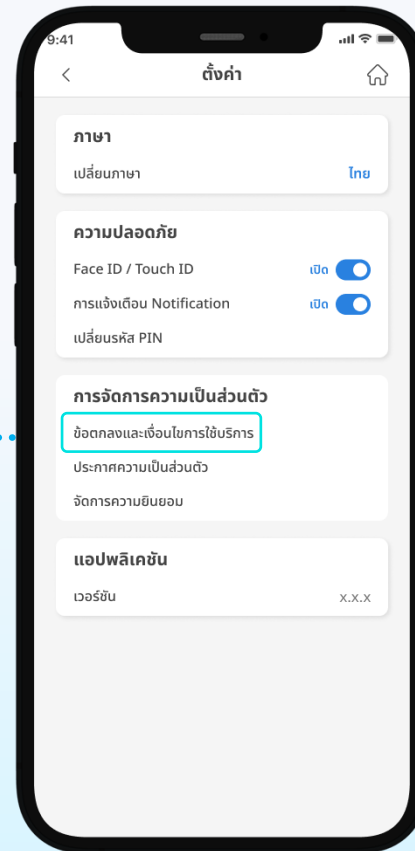 9:41
ตั้งค่า
ภาษา
เปลี่ยนภาษา ไทย
ความปลอดภัย
Face ID / Touch ID เปิด
การแจ้งเตือน Notification เปิด
เปลี่ยนรหัส PIN
การจัดการความเป็นส่วนตัว
ข้อตกลงและเงื่อนไขการใช้บริการ
ประกาศความเป็นส่วนตัว
จัดการความยินยอม
แอปพลิเคชัน
เวอร์ชัน x.x.x